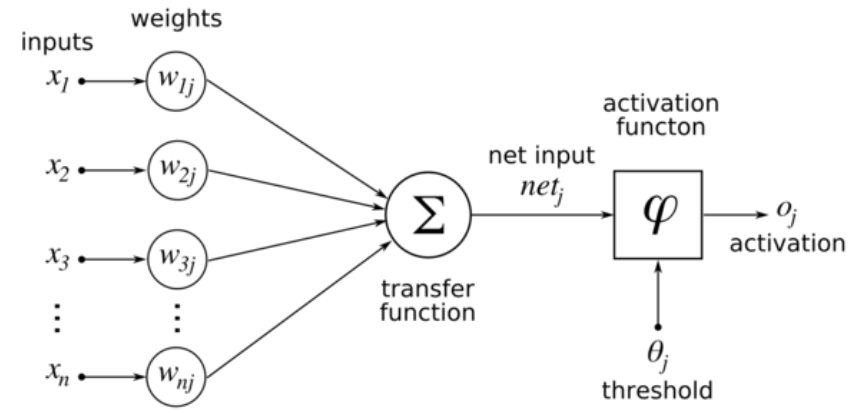 weights
inputs
x₁ w₁ⱼ
x₂ w₂ⱼ
x₃ w₃ⱼ
⋮ ⋮
xₙ wₙⱼ
Σ
transfer
function
net input
netⱼ
activation
functon
φ
oⱼ
activation
θⱼ
threshold